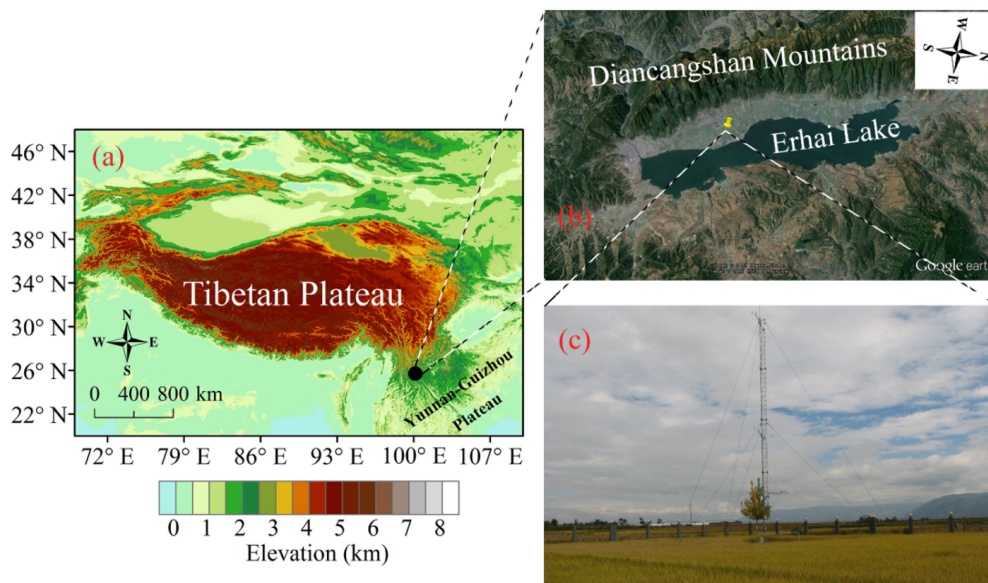 (a)
46° N
42° N
38° N
34° N
30° N
26° N
22° N
Tibetan Plateau
Yunnan-Guizhou
Plateau
N
W E
S
0 400 800 km
72° E 79° E 86° E 93° E 100° E 107° E
0 1 2 3 4 5 6 7 8
Elevation (km)
Diancangshan Mountains
Erhai Lake
W
S N
E
(b)
Google eart
(c)